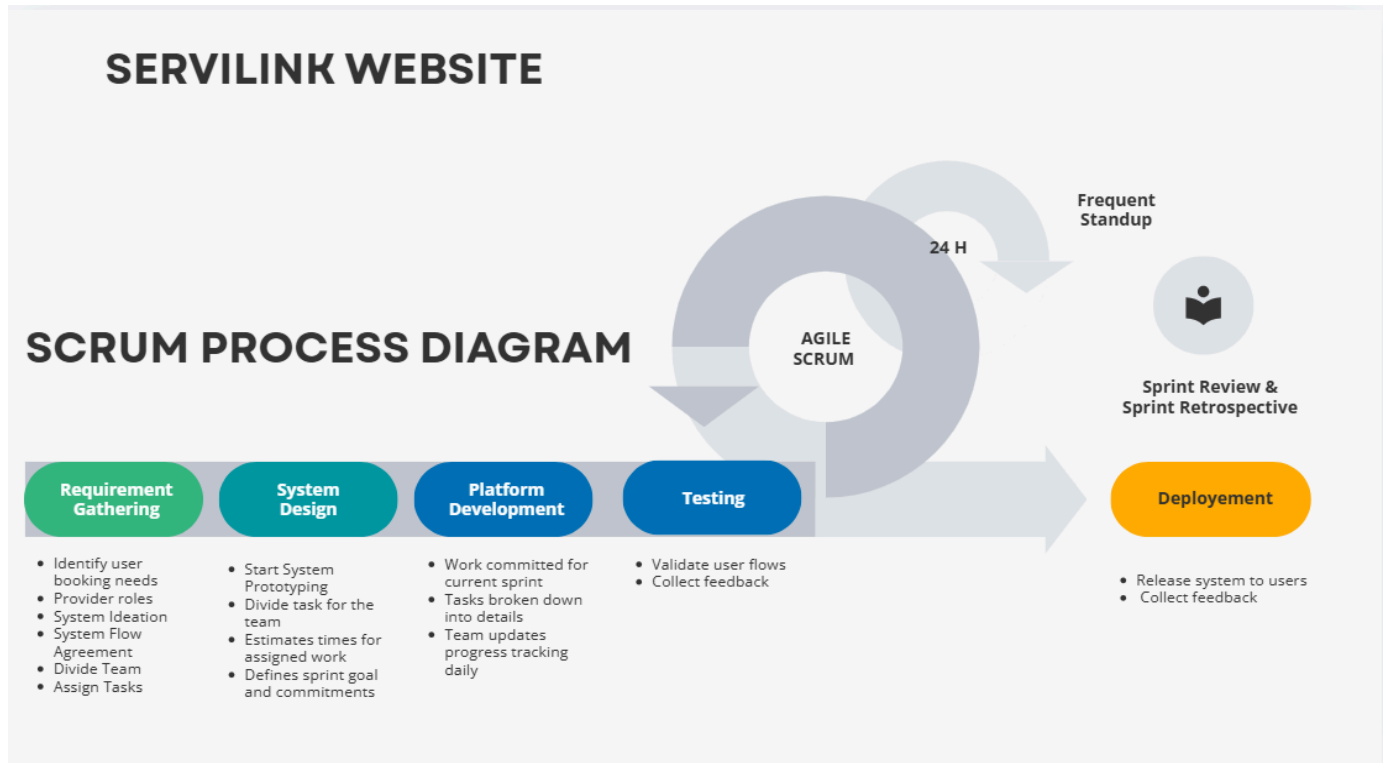 SERVILINK WEBSITE
Frequent
Standup
24 H
AGILE
SCRUM
SCRUM PROCESS DIAGRAM
Sprint Review &
Sprint Retrospective
Requirement
Gathering
• Identify user
booking needs
• Provider roles
• System Ideation
• System Flow
Agreement
• Divide Team
• Assign Tasks
System
Design
• Start System
Prototyping
• Divide task for the
team
• Estimates times for
assigned work
• Defines sprint goal
and commitments
Platform
Development
• Work committed for
current sprint
• Tasks broken down
into details
• Team updates
progress tracking
daily
Testing
• Validate user flows
• Collect feedback
Deployement
• Release system to users
• Collect feedback